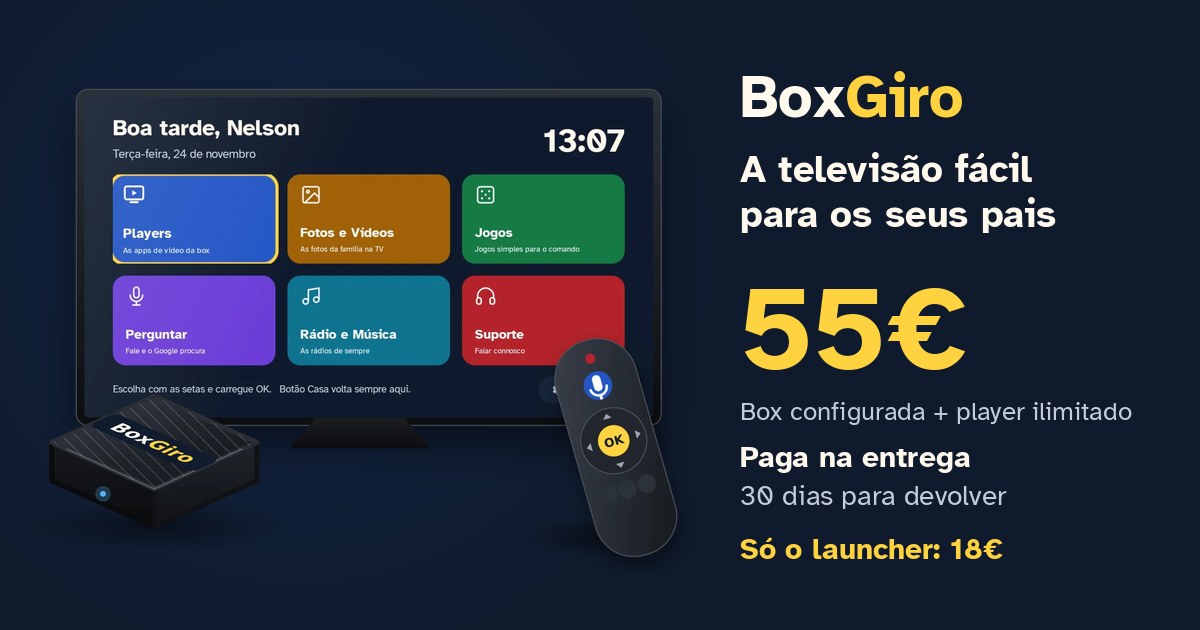 Boa tarde, Nelson
Terça-feira, 24 de novembro
13:07
Players
As apps de vídeo da box
Fotos e Vídeos
As fotos da família na TV
Jogos
Jogos simples para o comando
Perguntar
Fale e o Google procura
Rádio e Música
As rádios de sempre
Suporte
Falar connosco
Escolha com as setas e carregue OK. Botão Casa volta sempre aqui.
BoxGiro
OK
BoxGiro
A televisão fácil
para os seus pais
55€
Box configurada + player ilimitado
Paga na entrega
30 dias para devolver
Só o launcher: 18€